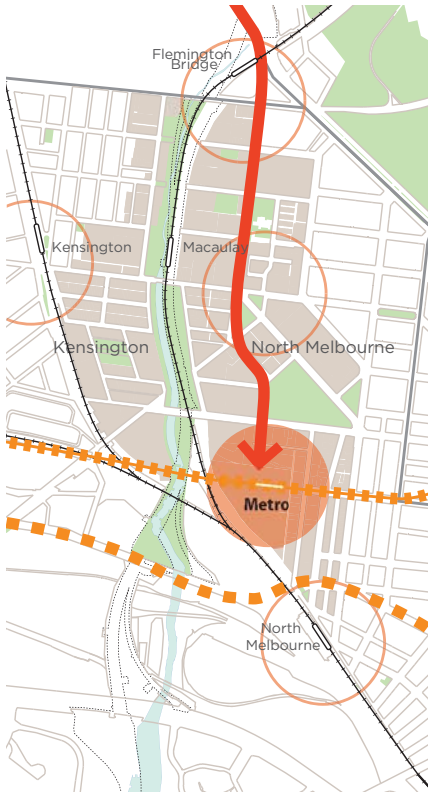 Flemington
Bridge
Kensington
Macaulay
Kensington
North Melbourne
Metro
North
Melbourne